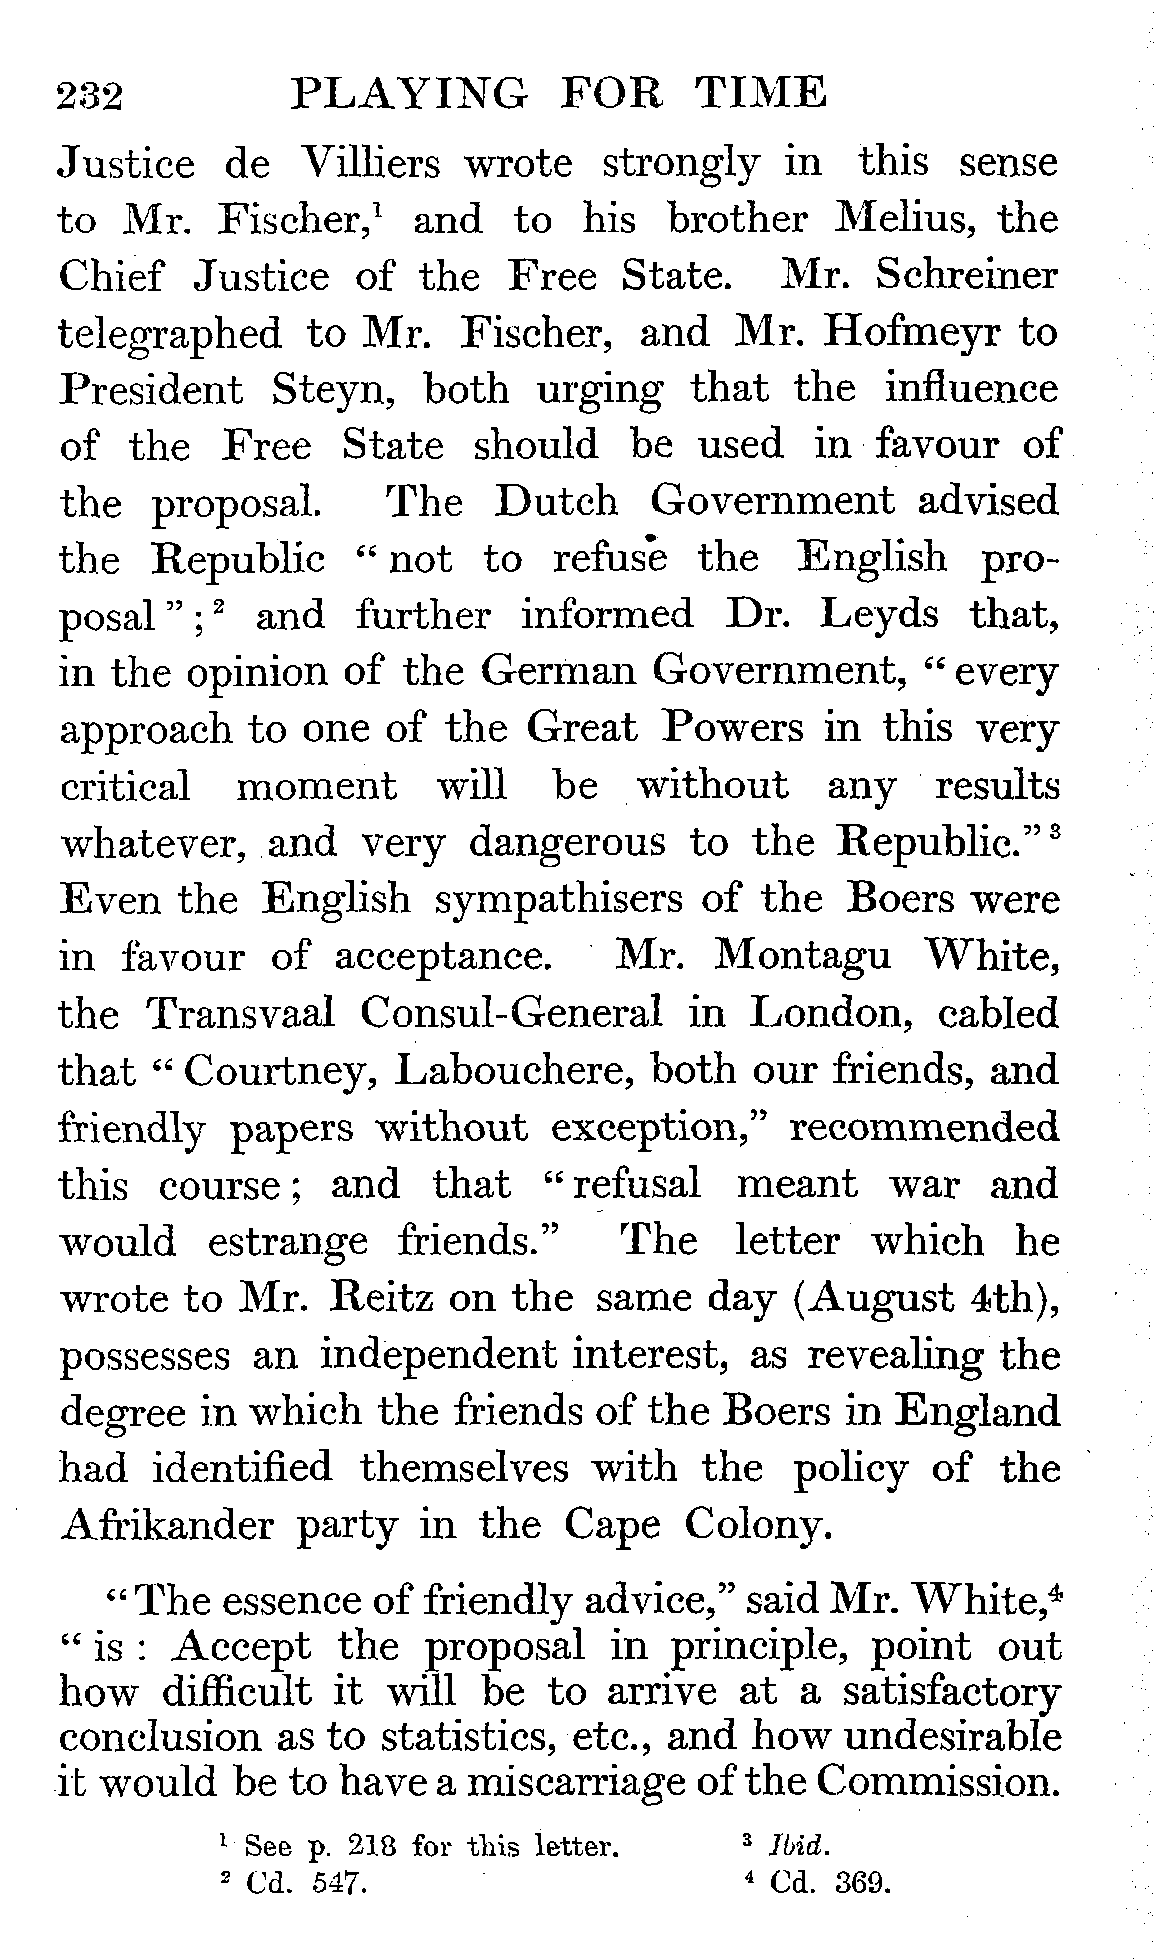 232 PLAYING FOR TIME
Justice de Villiers wrote strongly in this sense
to Mr. Fischer,¹ and to his brother Melius, the
Chief Justice of the Free State. Mr. Schreiner
telegraphed to Mr. Fischer, and Mr. Hofmeyr to
President Steyn, both urging that the influence
of the Free State should be used in favour of
the proposal. The Dutch Government advised
the Republic “ not to refuse the English pro-
posal ” ; ² and further informed Dr. Leyds that,
in the opinion of the German Government, “ every
approach to one of the Great Powers in this very
critical moment will be without any results
whatever, and very dangerous to the Republic.” ³
Even the English sympathisers of the Boers were
in favour of acceptance. Mr. Montagu White,
the Transvaal Consul-General in London, cabled
that “ Courtney, Labouchere, both our friends, and
friendly papers without exception,” recommended
this course ; and that “ refusal meant war and
would estrange friends.” The letter which he
wrote to Mr. Reitz on the same day (August 4th),
possesses an independent interest, as revealing the
degree in which the friends of the Boers in England
had identified themselves with the policy of the
Afrikander party in the Cape Colony.
“ The essence of friendly advice,” said Mr. White,⁴
“ is : Accept the proposal in principle, point out
how difficult it will be to arrive at a satisfactory
conclusion as to statistics, etc., and how undesirable
it would be to have a miscarriage of the Commission.
¹ See p. 218 for this letter. ³ Ibid.
² Cd. 547. ⁴ Cd. 369.